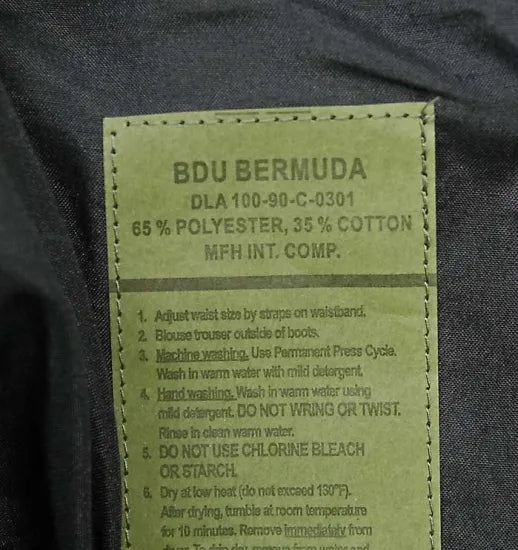 BDU BERMUDA
DLA 100-90-C-0301
65 % POLYESTER, 35 % COTTON
MFH INT. COMP.
1. Adjust waist size by straps on waistband.
2. Blouse trouser outside of boots.
3. Machine washing. Use Permanent Press Cycle.
Wash in warm water with mild detergent.
4. Hand washing. Wash in warm water using
mild detergent. DO NOT WRING OR TWIST.
Rinse in clean warm water.
5. DO NOT USE CHLORINE BLEACH
OR STARCH.
6. Dry at low heat (do not exceed 130°F).
After drying, tumble at room temperature
for 10 minutes. Remove immediately from